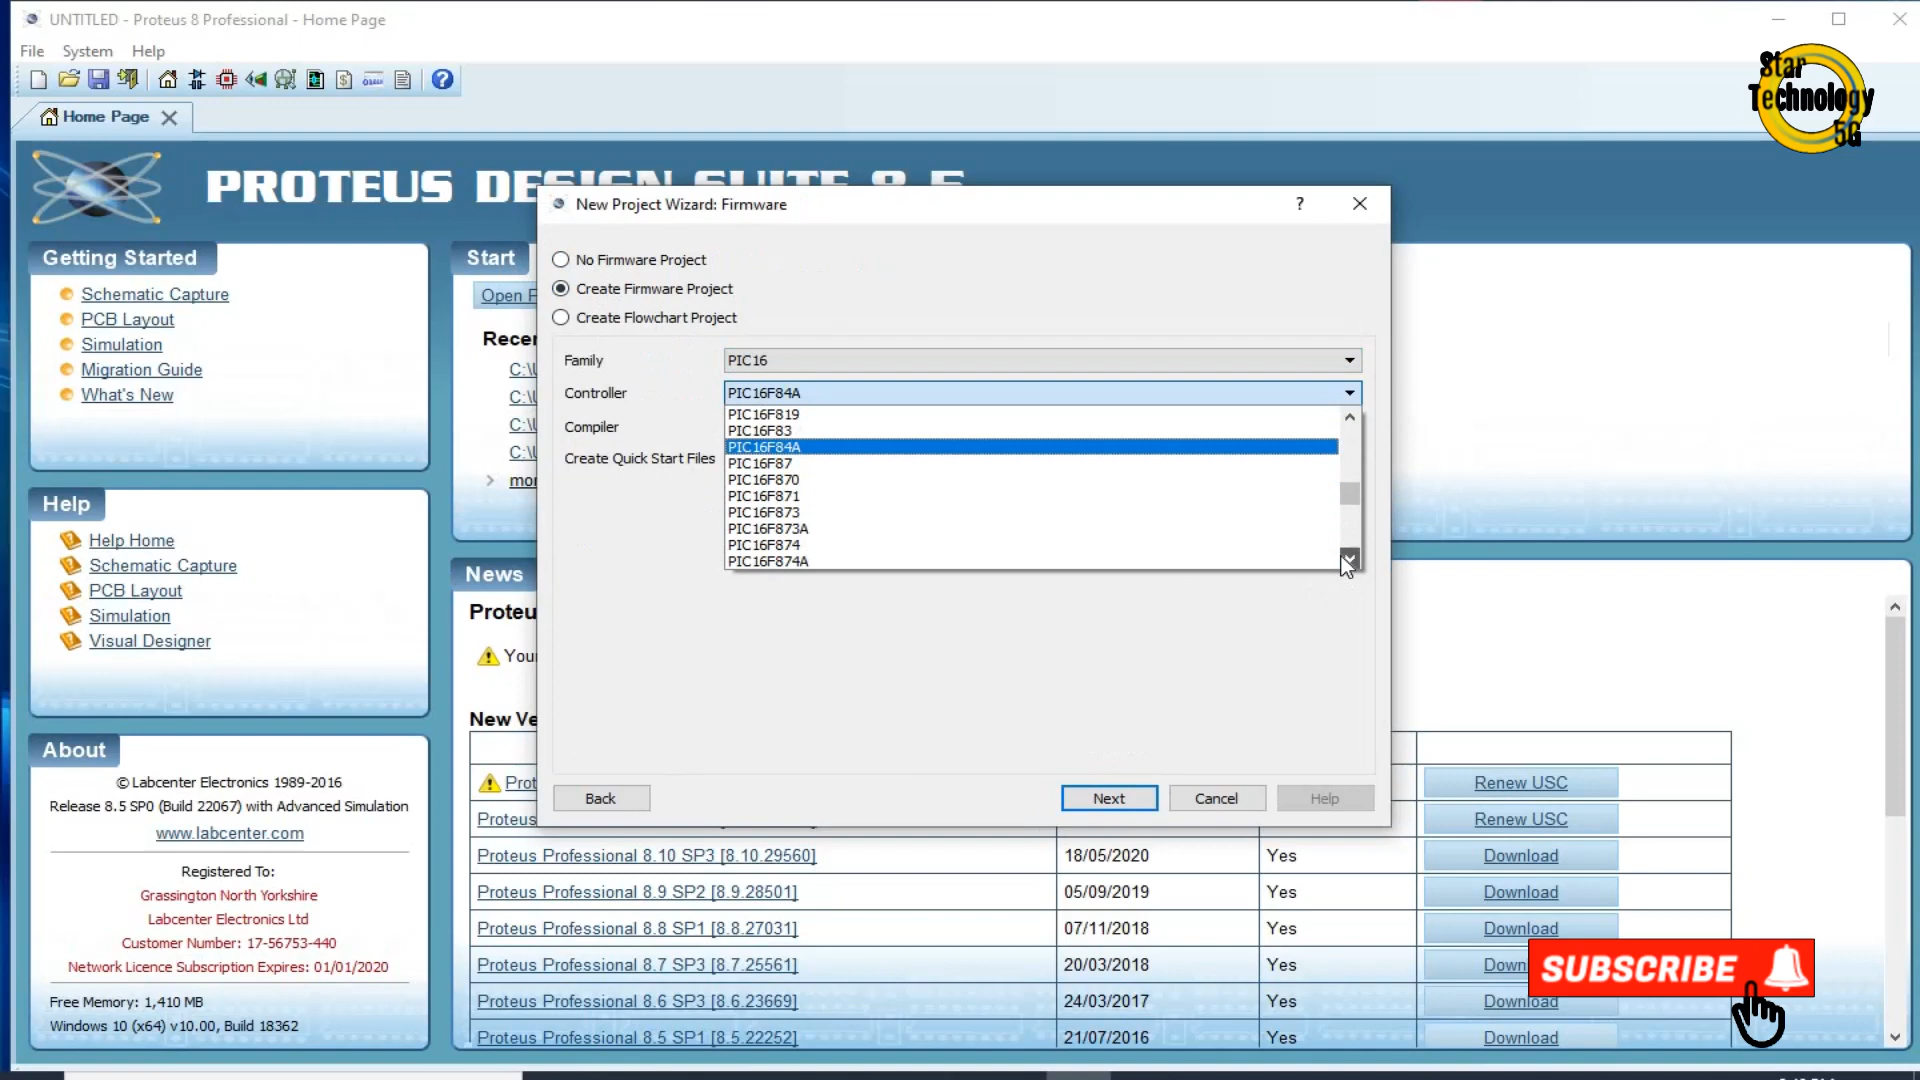 UNTITLED - Proteus 8 Professional - Home Page
File System Help
Home Page
Star
Technology
5G
PROTEUS DESIGN SUITE 8.5
Getting Started
Schematic Capture
PCB Layout
Simulation
Migration Guide
What's New
Help
Help Home
Schematic Capture
PCB Layout
Simulation
Visual Designer
About
© Labcenter Electronics 1989-2016
Release 8.5 SP0 (Build 22067) with Advanced Simulation
www.labcenter.com
Registered To:
Grassington North Yorkshire
Labcenter Electronics Ltd
Customer Number: 17-56753-440
Network Licence Subscription Expires: 01/01/2020
Free Memory: 1,410 MB
Windows 10 (x64) v10.00, Build 18362
Start
Open
Recen
C:\
C:\
C:\
C:\
mor
New Project Wizard: Firmware
No Firmware Project
Create Firmware Project
Create Flowchart Project
Family PIC16
Controller PIC16F84A
Compiler
Create Quick Start Files
PIC16F819
PIC16F83
PIC16F84A
PIC16F87
PIC16F870
PIC16F871
PIC16F873
PIC16F873A
PIC16F874
PIC16F874A
Back Next Cancel Help
News
Proteu
You
New Ve
Prot Renew USC
Proteus Renew USC
Proteus Professional 8.10 SP3 [8.10.29560] 18/05/2020 Yes Download
Proteus Professional 8.9 SP2 [8.9.28501] 05/09/2019 Yes Download
Proteus Professional 8.8 SP1 [8.8.27031] 07/11/2018 Yes Download
Proteus Professional 8.7 SP3 [8.7.25561] 20/03/2018 Yes Down
Proteus Professional 8.6 SP3 [8.6.23669] 24/03/2017 Yes Download
Proteus Professional 8.5 SP1 [8.5.22252] 21/07/2016 Yes Download
SUBSCRIBE